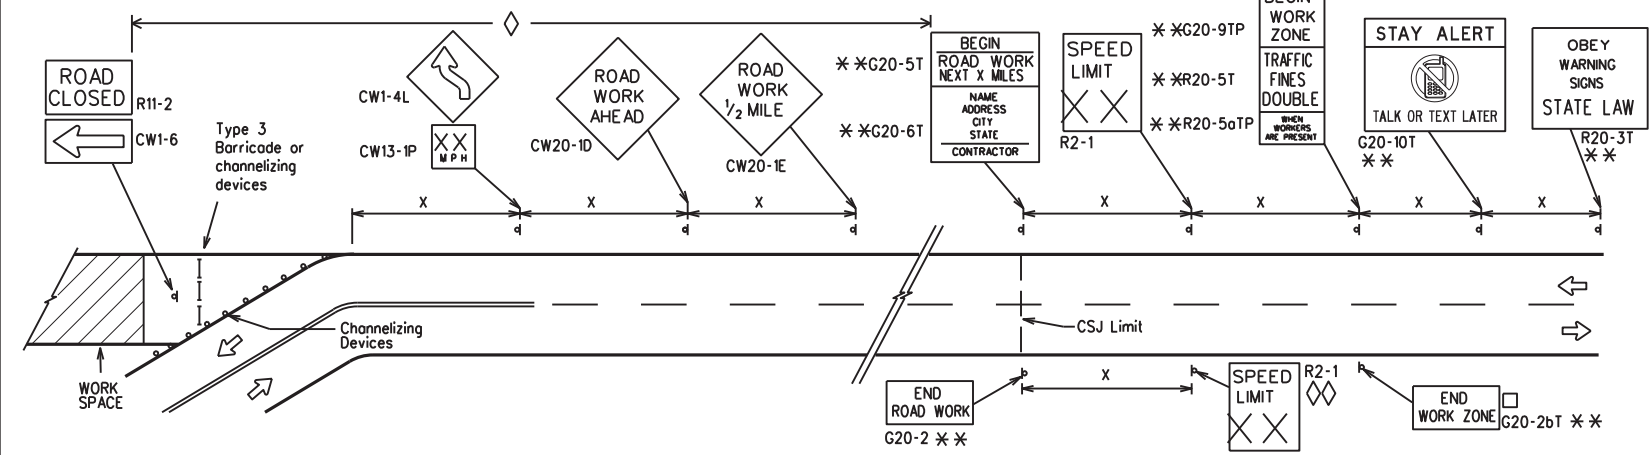 ROAD
CLOSED
R11-2
CW1-6
Type 3
Barricade or
channelizing
devices
CW1-4L
CW13-1P
X X
M P H
ROAD
WORK
AHEAD
CW20-1D
ROAD
WORK
1/2 MILE
CW20-1E
* *G20-5T
* *G20-6T
BEGIN
ROAD WORK
NEXT X MILES
NAME
ADDRESS
CITY
STATE
CONTRACTOR
SPEED
LIMIT
X X
R2-1
* *G20-9TP
* *R20-5T
* *R20-5aTP
BEGIN
WORK
ZONE
TRAFFIC
FINES
DOUBLE
WHEN
WORKERS
ARE PRESENT
STAY ALERT
TALK OR TEXT LATER
G20-10T
* *
OBEY
WARNING
SIGNS
STATE LAW
R20-3T
* *
X
X
X
X
X
X
X
Channelizing
Devices
CSJ Limit
WORK
SPACE
END
ROAD WORK
G20-2 * *
X
SPEED
LIMIT
X X
R2-1
END
WORK ZONE
G20-2bT * *